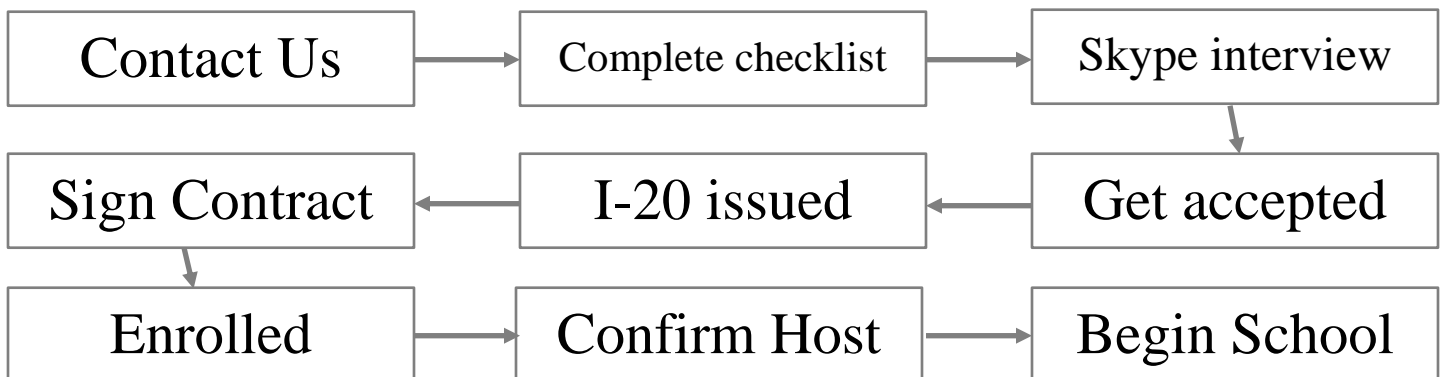 Contact Us
Complete checklist
Skype interview
Get accepted
I-20 issued
Sign Contract
Enrolled
Confirm Host
Begin School